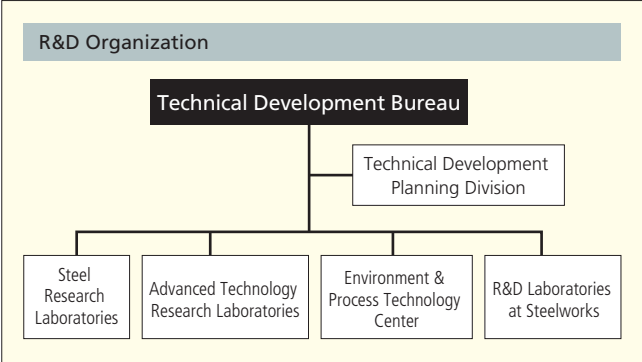 R&D Organization
Technical Development Bureau
Technical Development
Planning Division
Steel
Research
Laboratories
Advanced Technology
Research Laboratories
Environment &
Process Technology
Center
R&D Laboratories
at Steelworks